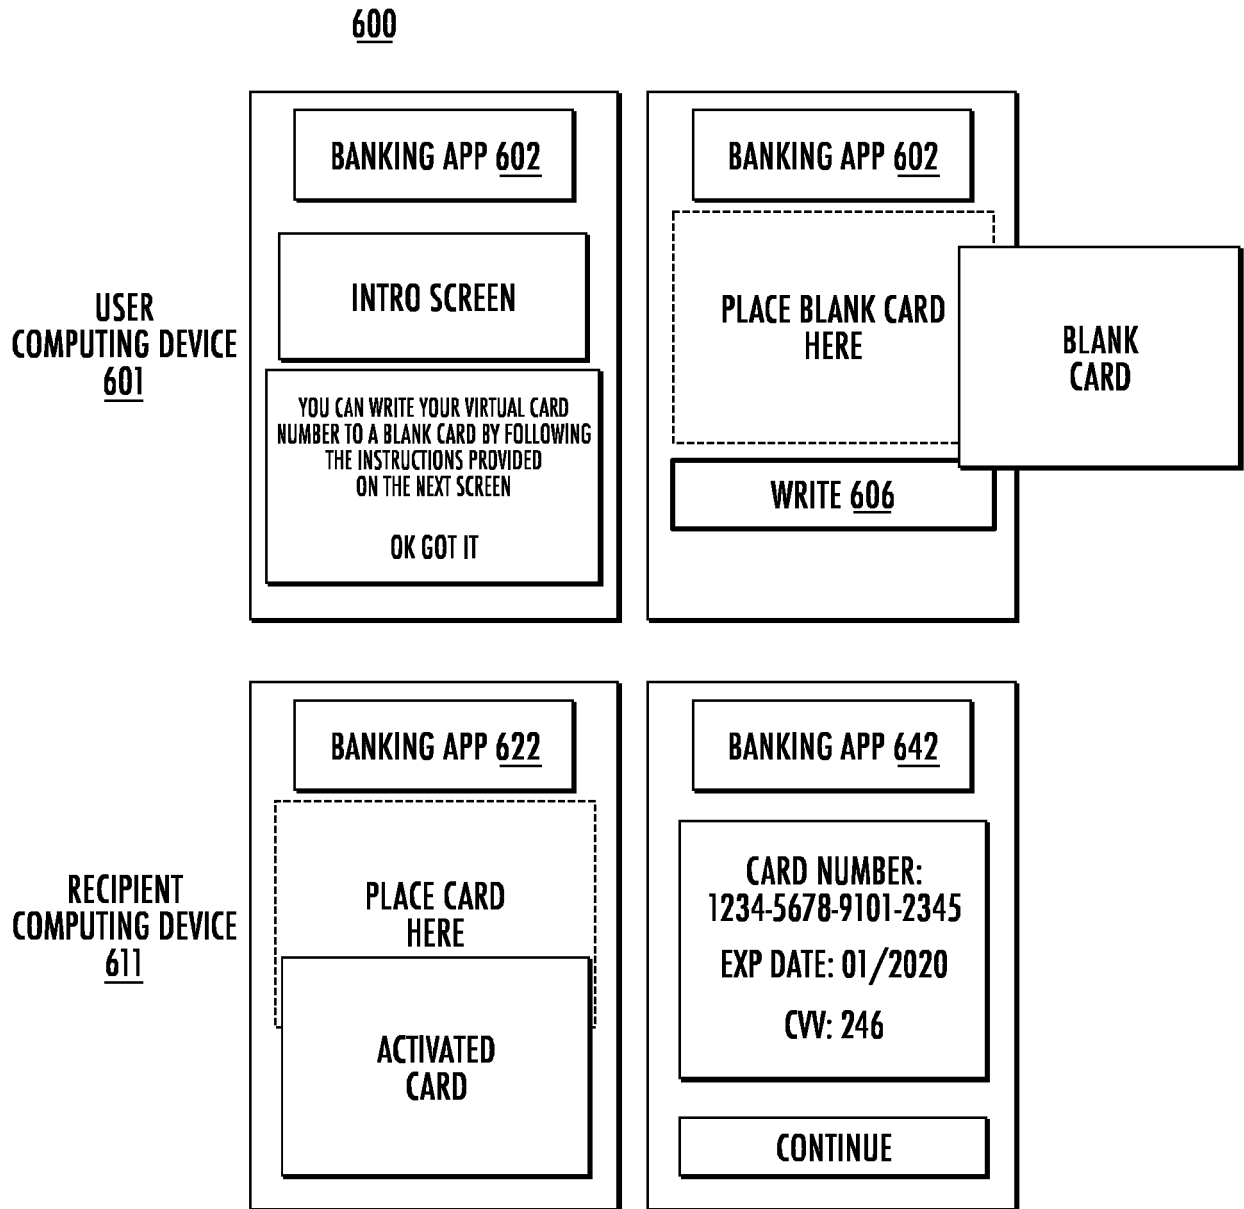 600
BANKING APP 602
INTRO SCREEN
YOU CAN WRITE YOUR VIRTUAL CARD
NUMBER TO A BLANK CARD BY FOLLOWING
THE INSTRUCTIONS PROVIDED
ON THE NEXT SCREEN
OK GOT IT
BANKING APP 602
PLACE BLANK CARD
HERE
WRITE 606
BLANK
CARD
USER
COMPUTING DEVICE
601
BANKING APP 622
PLACE CARD
HERE
ACTIVATED
CARD
BANKING APP 642
CARD NUMBER:
1234-5678-9101-2345
EXP DATE: 01/2020
CVV: 246
CONTINUE
RECIPIENT
COMPUTING DEVICE
611